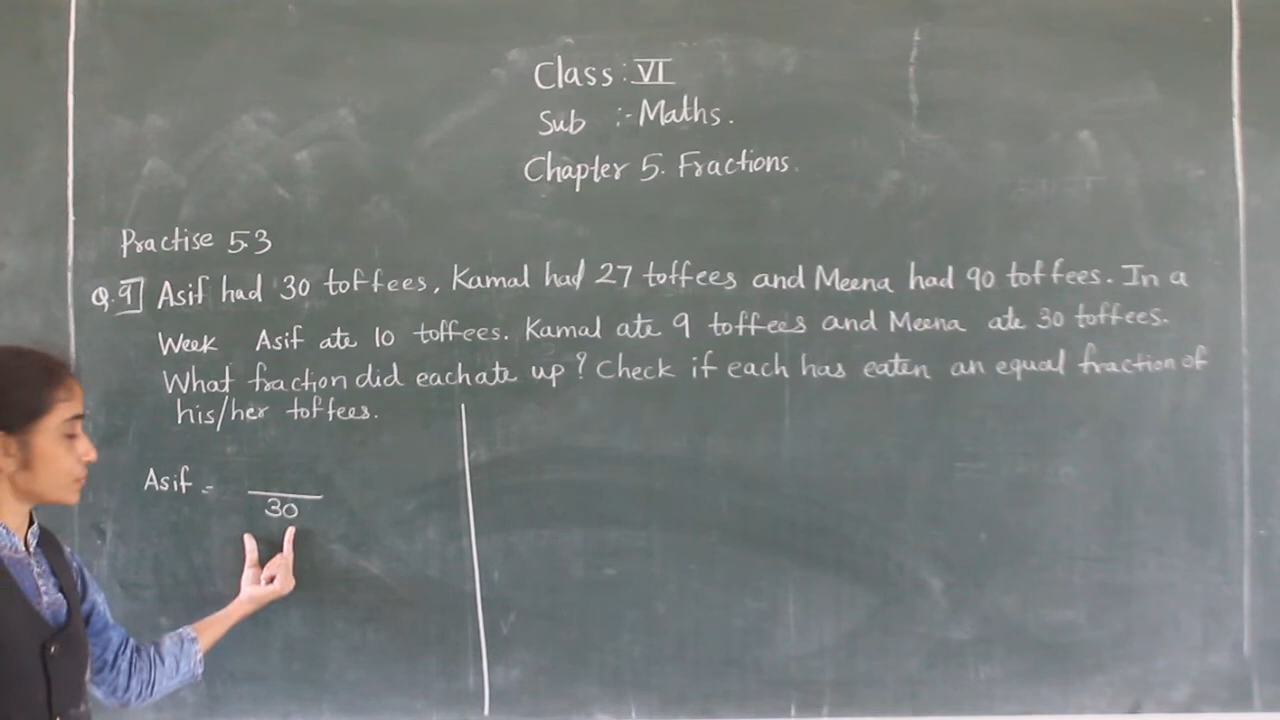 Class : VI
Sub :- Maths.
Chapter 5. Fractions.
Practise 5.3
Q.9] Asif had 30 toffees, Kamal had 27 toffees and Meena had 90 toffees. In a
Week Asif ate 10 toffees. Kamal ate 9 toffees and Meena ate 30 toffees.
What fraction did each ate up? Check if each has eaten an equal fraction of
his/her toffees.
Asif =
30